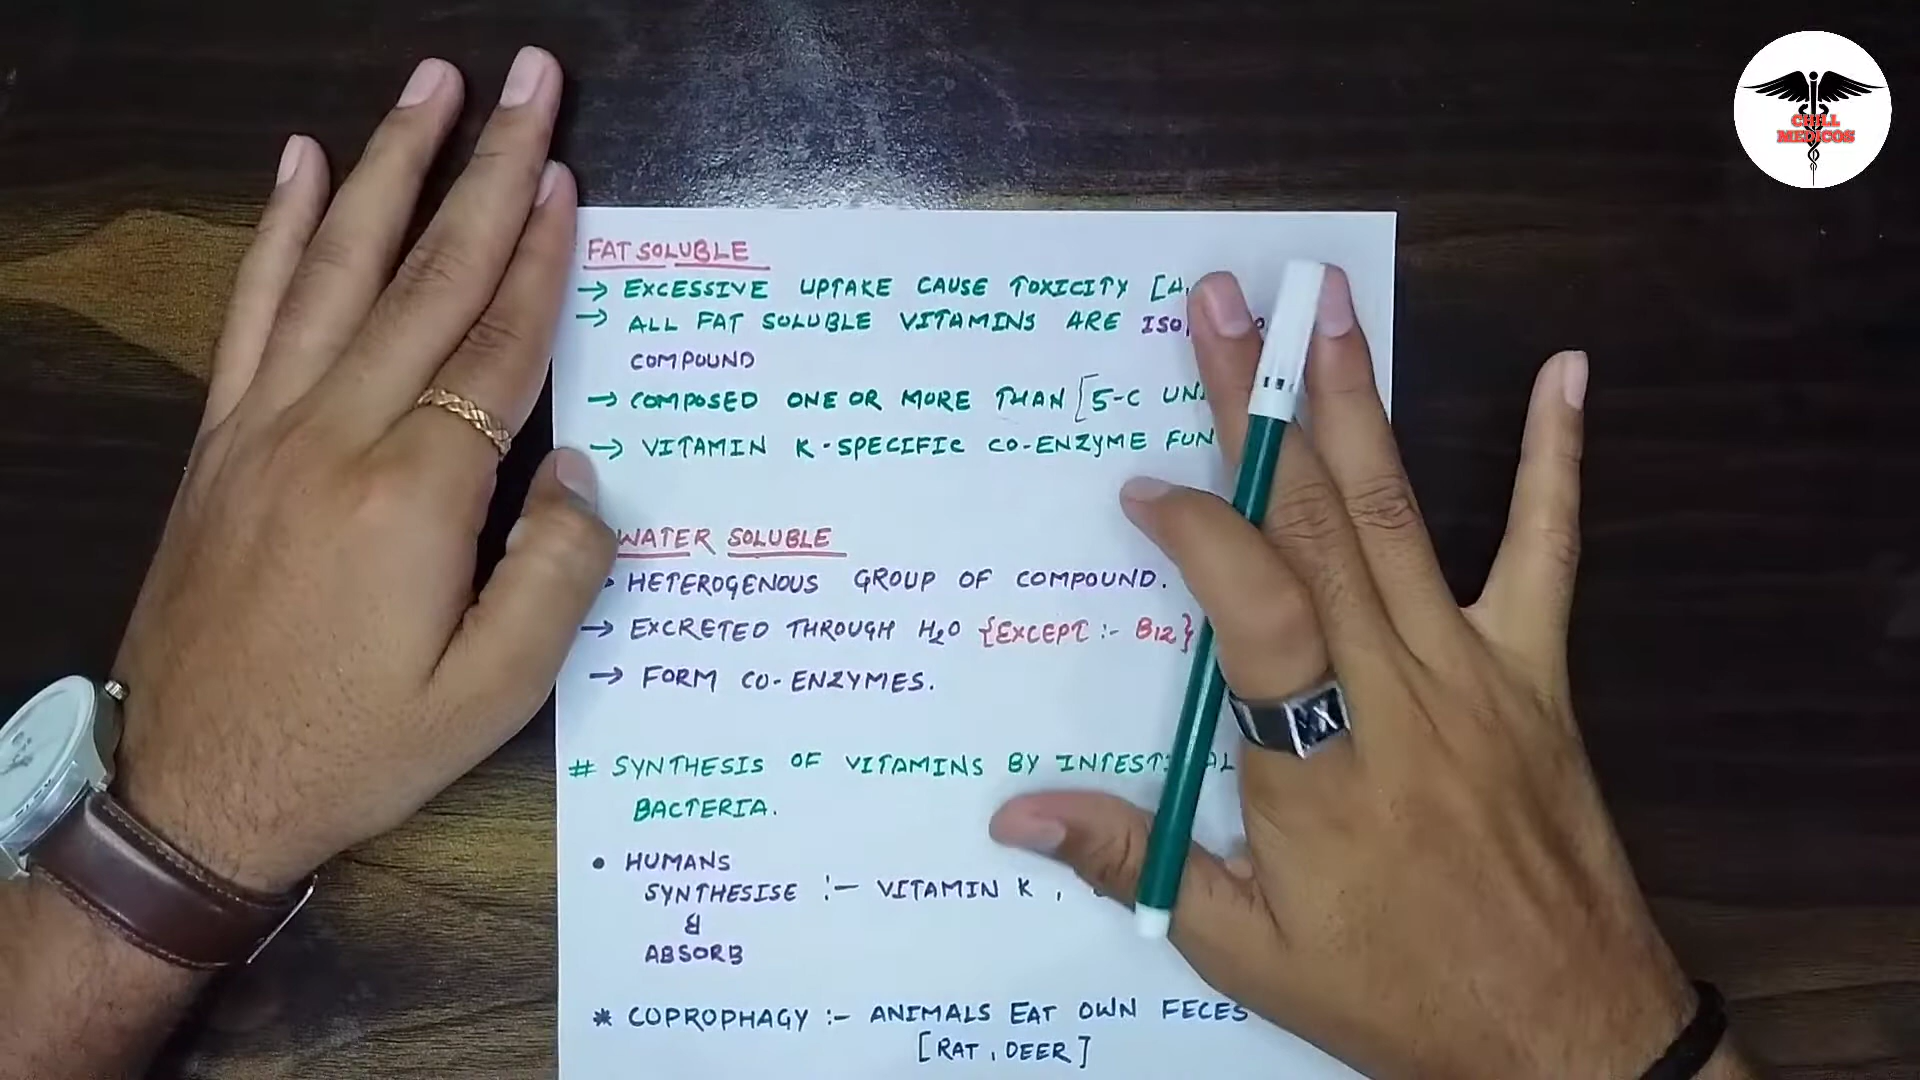 CHILL
MEDICOS
FAT SOLUBLE
→ EXCESSIVE UPTAKE CAUSE TOXICITY [A,
→ ALL FAT SOLUBLE VITAMINS ARE
COMPOUND
→ COMPOSED ONE OR MORE THAN [5-C
→ VITAMIN K-SPECIFIC CO-ENZYME
WATER SOLUBLE
HETEROGENOUS GROUP OF COMPOUND.
→ EXCRETED THROUGH H₂O {EXCEPT :- B12}
→ FORM CO-ENZYMES.
# SYNTHESIS OF VITAMINS BY
BACTERIA.
• HUMANS
SYNTHESISE :- VITAMIN K ,
&
ABSORB
* COPROPHAGY :- ANIMALS EAT OWN FECES
[RAT, DEER]